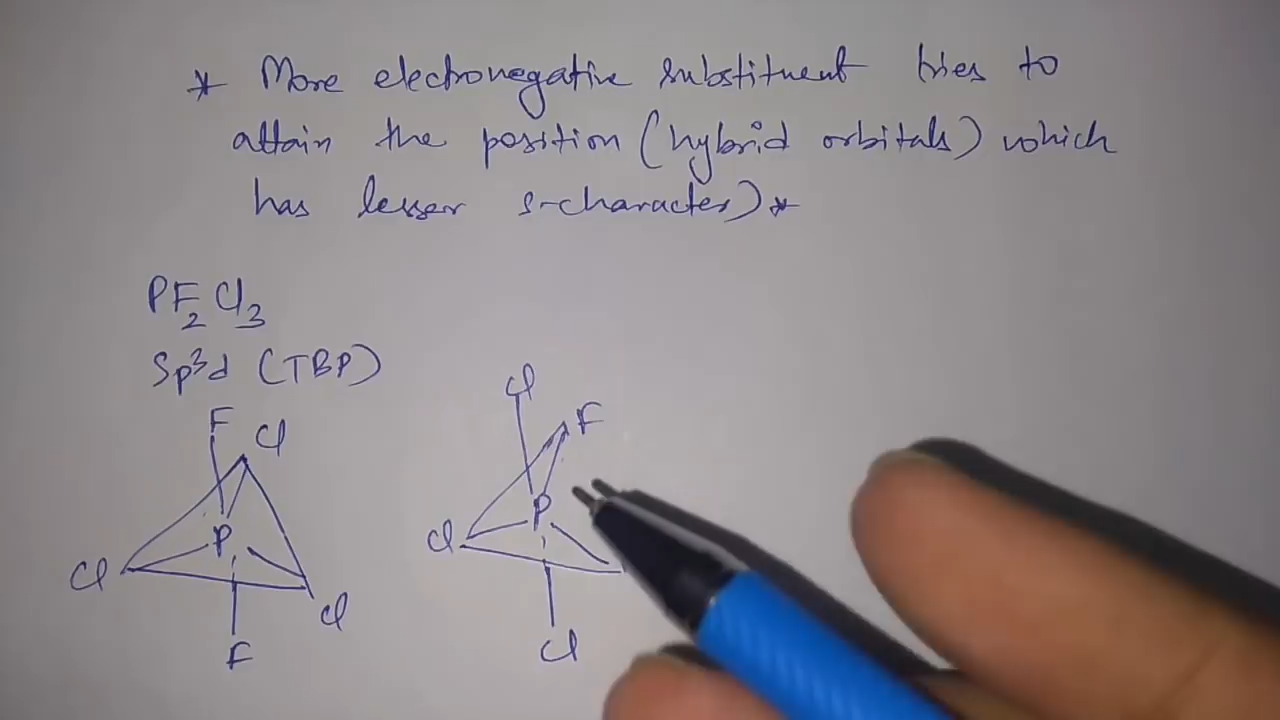 * More electronegative substituent tries to
attain the position (hybrid orbitals) which
has lesser s-character) *
PF2Cl3
Sp3d (TBP)
F
Cl
P
Cl
Cl
F
Cl
F
P
Cl
Cl